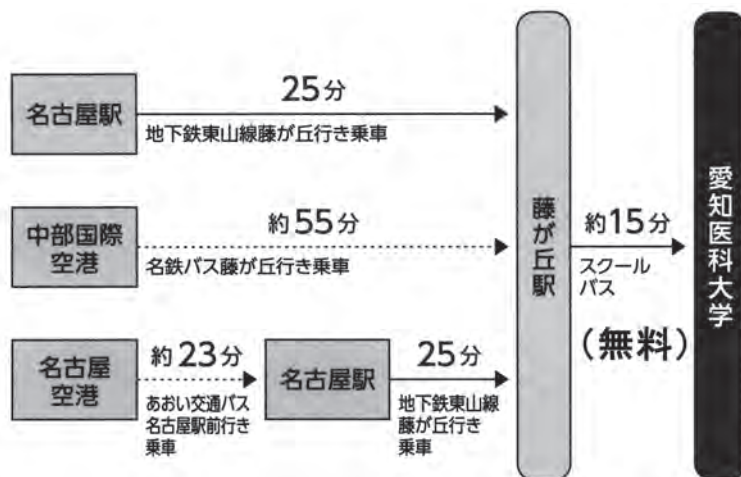 名古屋駅
25分
地下鉄東山線藤が丘行き乗車
中部国際
空港
約55分
名鉄バス藤が丘行き乗車
名古屋
空港
約23分
あおい交通バス
名古屋駅前行き
乗車
名古屋駅
25分
地下鉄東山線
藤が丘行き
乗車
藤が丘駅
約15分
スクール
バス
(無料)
愛知医科大学